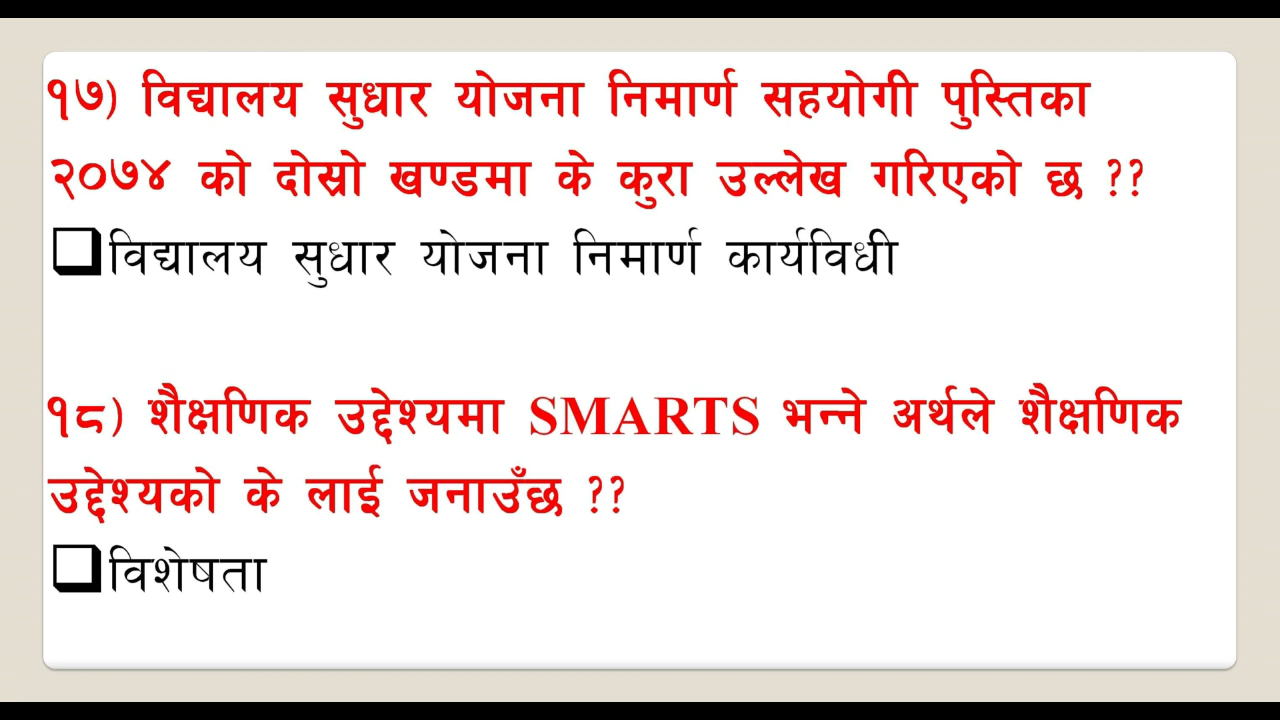 १७) विद्यालय सुधार योजना निमार्ण सहयोगी पुस्तिका
२०७४ को दोस्रो खण्डमा के कुरा उल्लेख गरिएको छ ??
❑विद्यालय सुधार योजना निमार्ण कार्यविधी
१८) शैक्षणिक उद्देश्यमा SMARTS भन्ने अर्थले शैक्षणिक
उद्देश्यको के लाई जनाउँछ ??
❑विशेषता